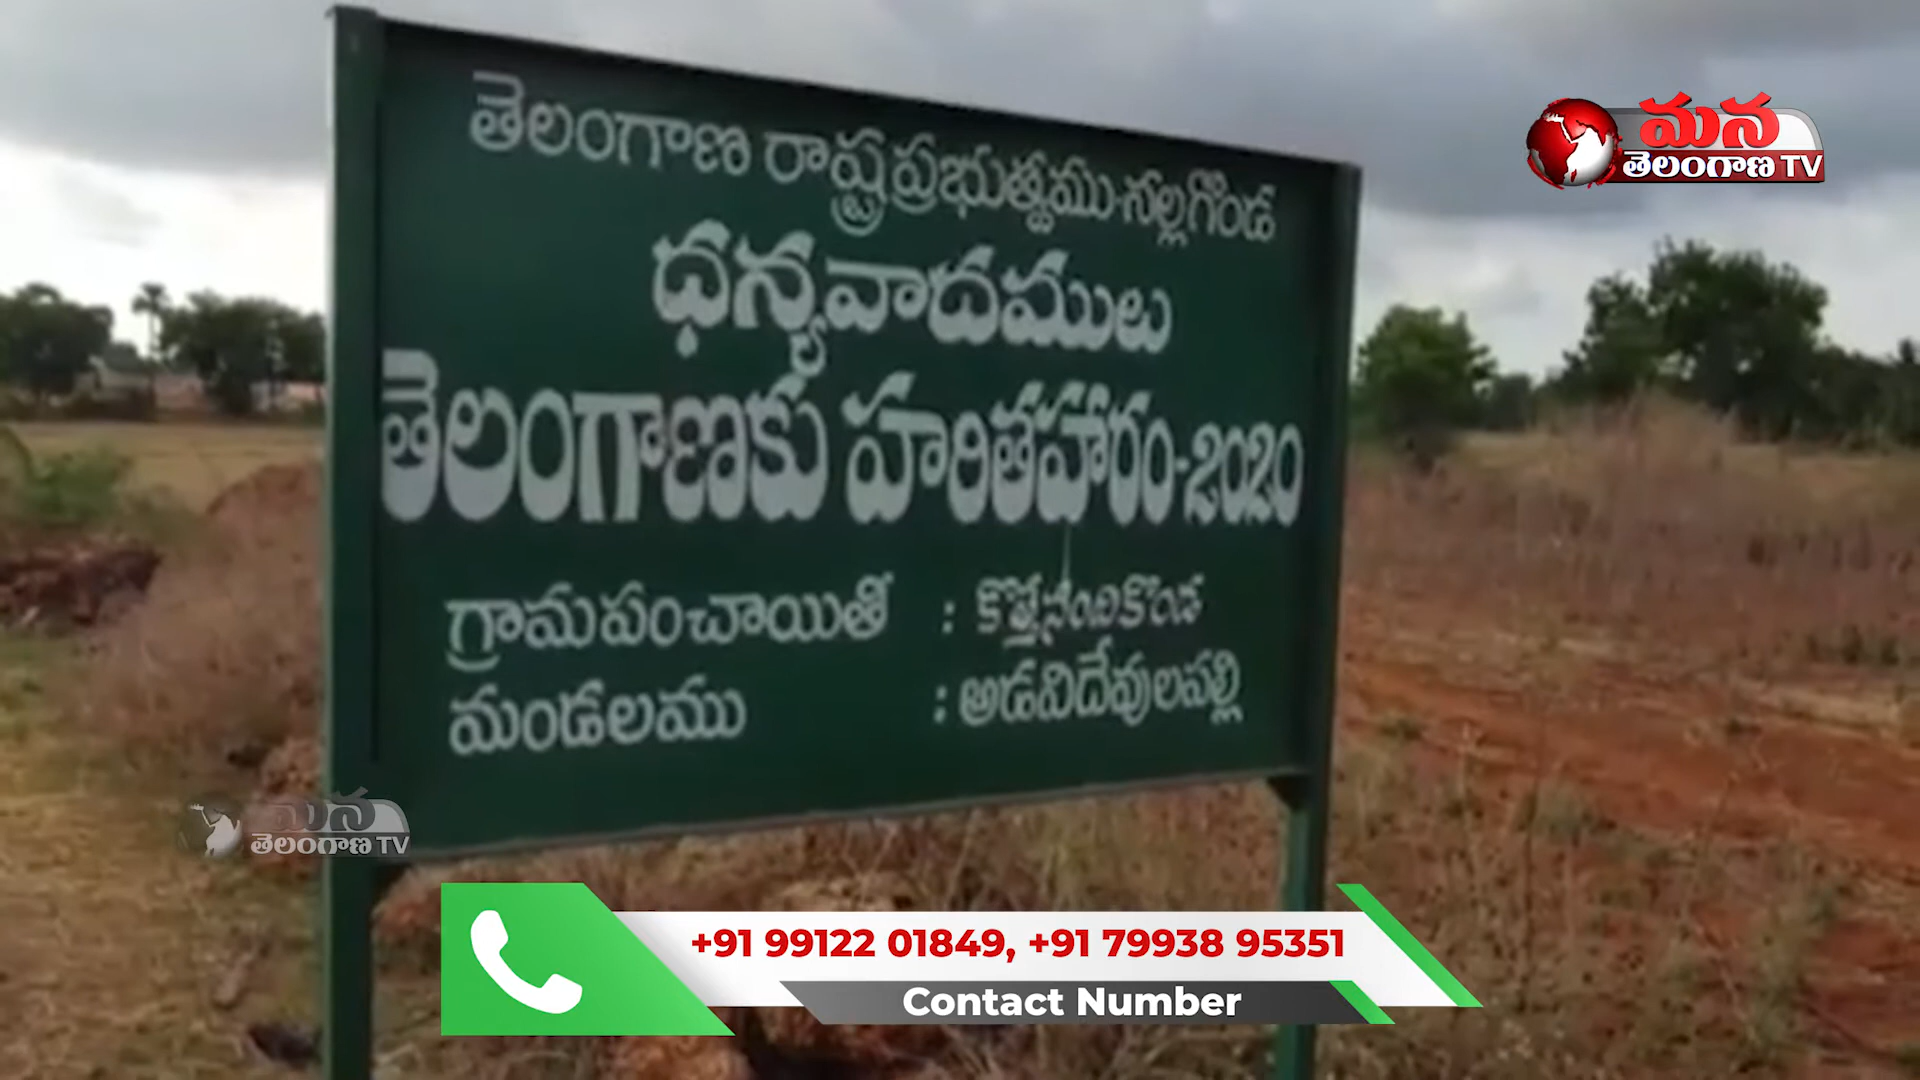 తెలంగాణ రాష్ట్ర ప్రభుత్వము-నల్లగొండ
ధన్యవాదములు
తెలంగాణకు హరితహారం-2020
గ్రామపంచాయితి : కొత్తనందికొండ
మండలము : అడవిదేవులపల్లి
మన
తెలంగాణ TV
మన
తెలంగాణ TV
+91 99122 01849, +91 79938 95351
Contact Number